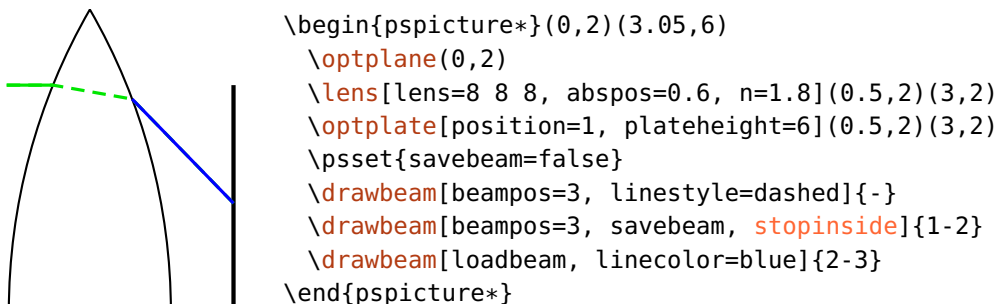 \begin{pspicture*}(0,2)(3.05,6)
\optplane(0,2)
\lens[lens=8 8 8, abspos=0.6, n=1.8](0.5,2)(3,2)
\optplate[position=1, plateheight=6](0.5,2)(3,2)
\psset{savebeam=false}
\drawbeam[beampos=3, linestyle=dashed]{-}
\drawbeam[beampos=3, savebeam, stopinside]{1-2}
\drawbeam[loadbeam, linecolor=blue]{2-3}
\end{pspicture*}